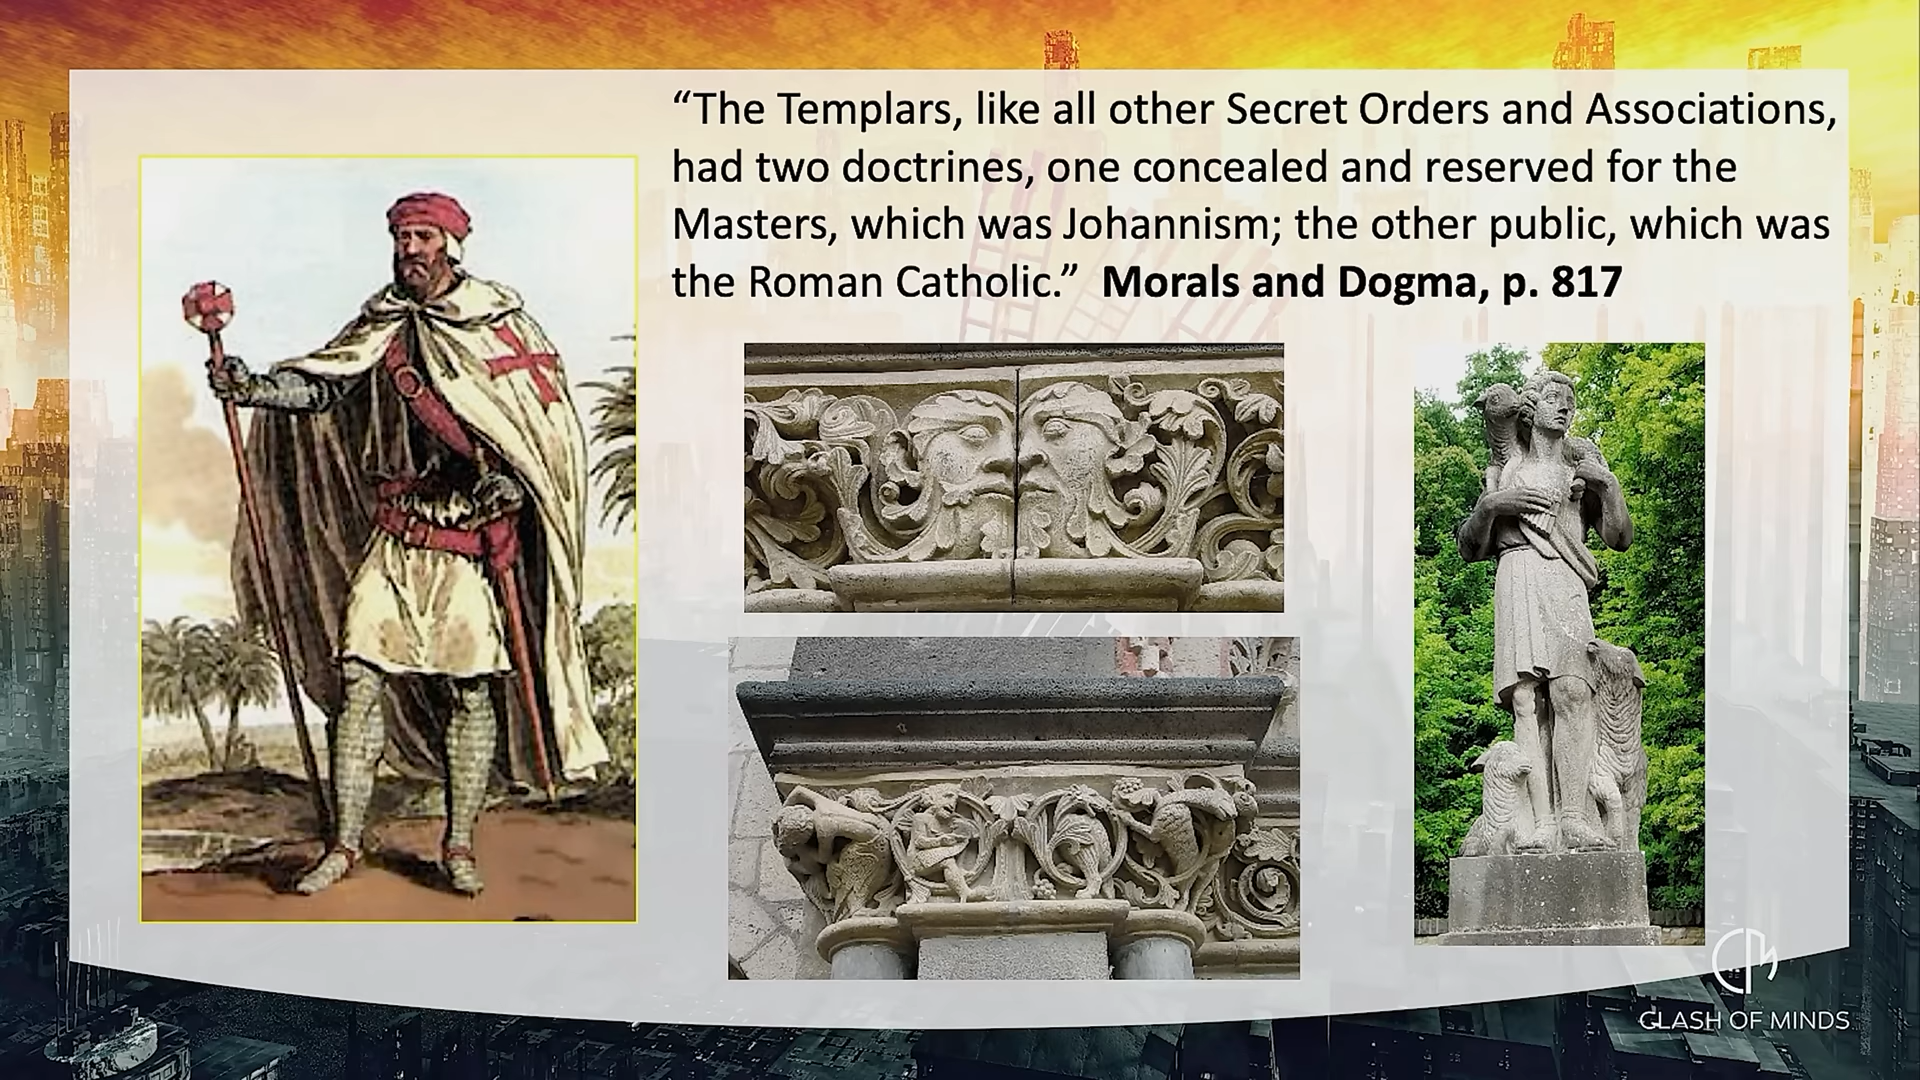 “The Templars, like all other Secret Orders and Associations,
had two doctrines, one concealed and reserved for the
Masters, which was Johannism; the other public, which was
the Roman Catholic.” Morals and Dogma, p. 817
CLASH OF MINDS